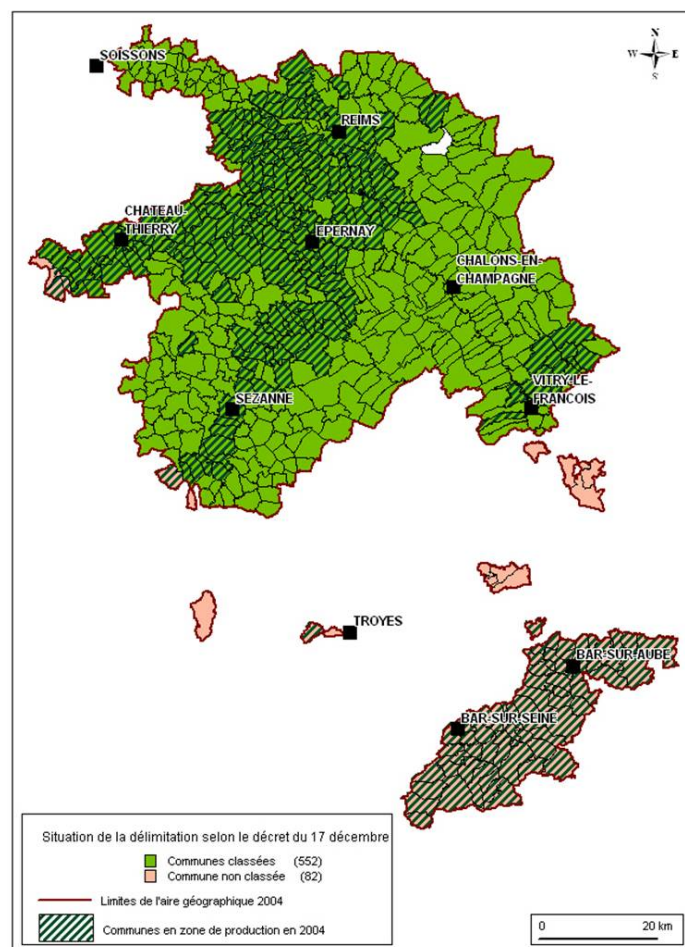 N
W E
S
SOISSONS
REIMS
CHATEAU-
THIERRY
EPERNAY
CHALONS-EN-
CHAMPAGNE
VITRY-LE-
FRANCOIS
SEZANNE
TROYES
BAR-SUR-AUBE
BAR-SUR-SEINE
Situation de la délimitation selon le décret du 17 décembre
Communes classées (552)
Commune non classée (82)
Limites de l'aire géographique 2004
Communes en zone de production en 2004
0 20 km